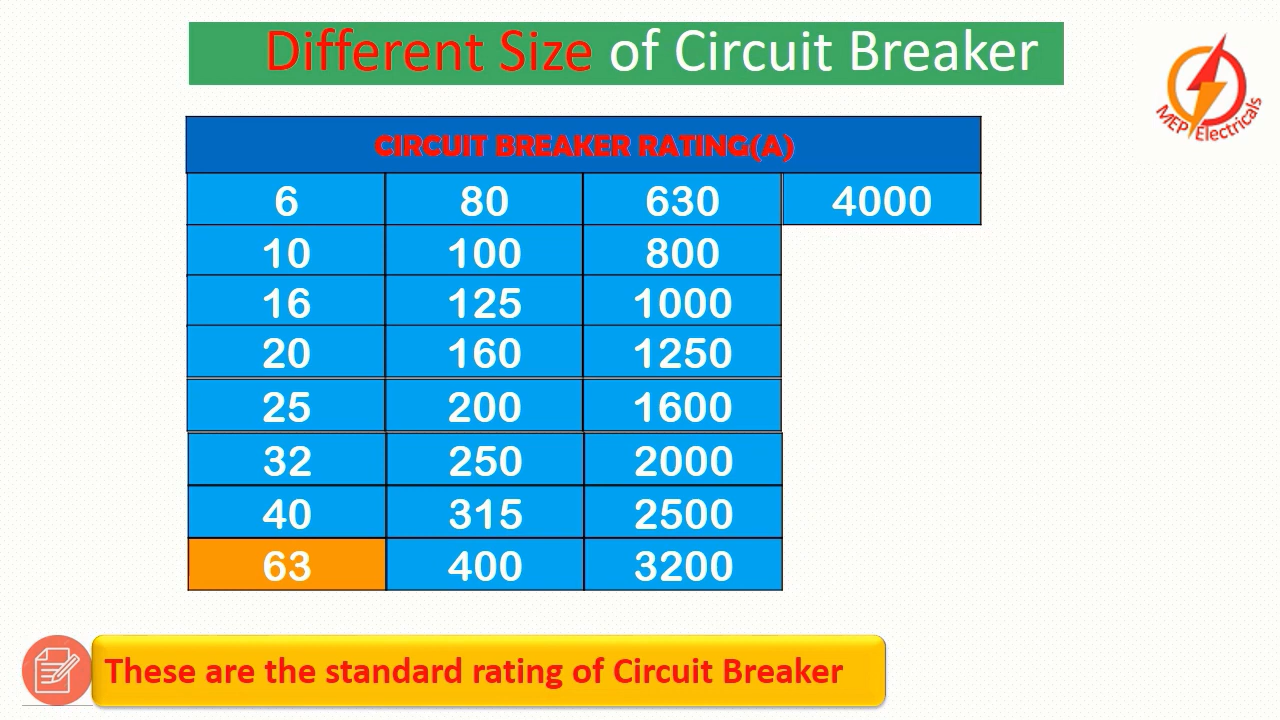 Different Size of Circuit Breaker
MEP Electricals
CIRCUIT BREAKER RATING(A)
6 80 630 4000
10 100 800
16 125 1000
20 160 1250
25 200 1600
32 250 2000
40 315 2500
63 400 3200
These are the standard rating of Circuit Breaker